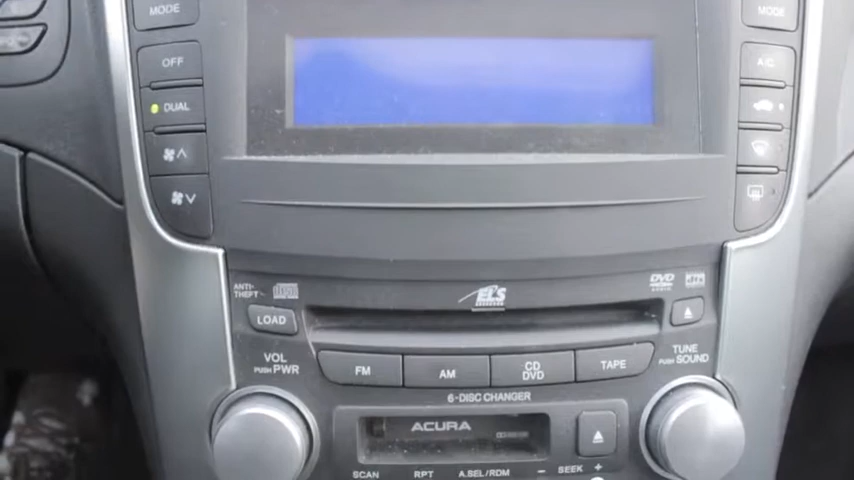 MODE
MODE
OFF
A/C
DUAL
ANTI-
THEFT
ELS
DVD
AUDIO
LOAD
VOL
PUSH PWR
FM
AM
CD
DVD
TAPE
TUNE
PUSH SOUND
6-DISC CHANGER
ACURA
SCAN
RPT
A.SEL/RDM
−
SEEK
+